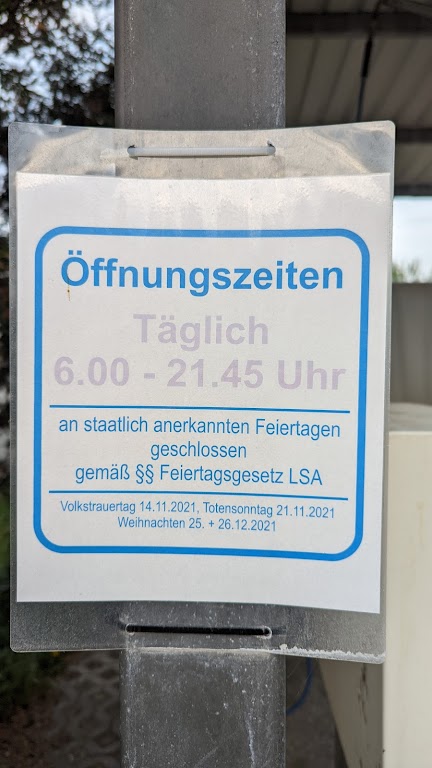 Öffnungszeiten
Täglich
6.00 - 21.45 Uhr
an staatlich anerkannten Feiertagen
geschlossen
gemäß §§ Feiertagsgesetz LSA
Volkstrauertag 14.11.2021, Totensonntag 21.11.2021
Weihnachten 25. + 26.12.2021